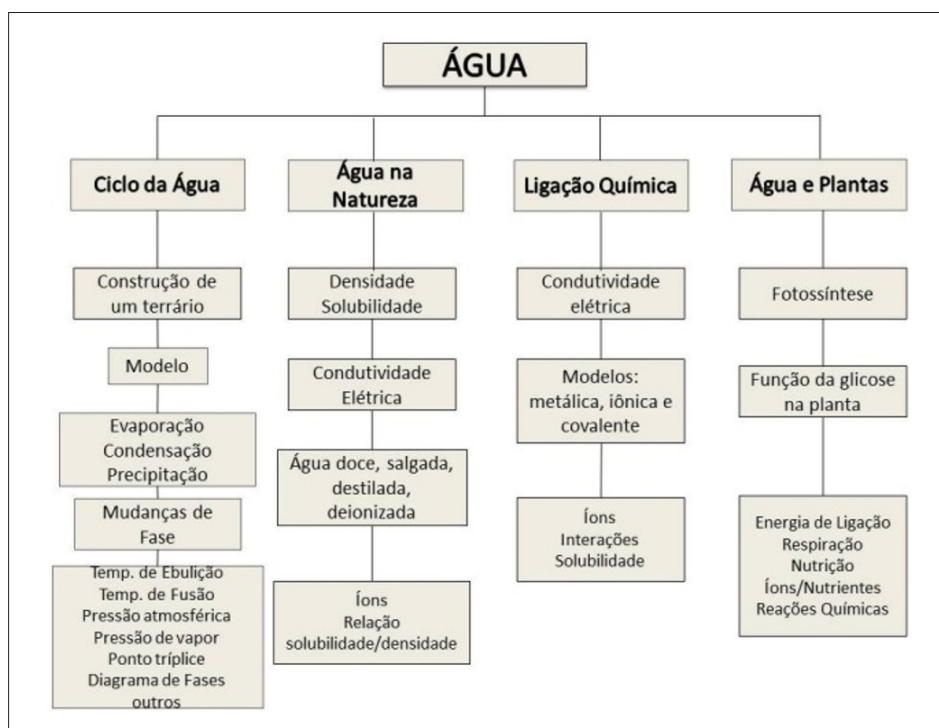 ÁGUA
Ciclo da Água
Construção de
um terrário
Modelo
Evaporação
Condensação
Precipitação
Mudanças de
Fase
Temp. de Ebulição
Temp. de Fusão
Pressão atmosférica
Pressão de vapor
Ponto tríplice
Diagrama de Fases
outros
Água na
Natureza
Densidade
Solubilidade
Condutividade
Elétrica
Água doce, salgada,
destilada,
deionizada
Íons
Relação
solubilidade/densidade
Ligação Química
Condutividade
elétrica
Modelos:
metálica, iônica e
covalente
Íons
Interações
Solubilidade
Água e Plantas
Fotossíntese
Função da glicose
na planta
Energia de Ligação
Respiração
Nutrição
Íons/Nutrientes
Reações Químicas